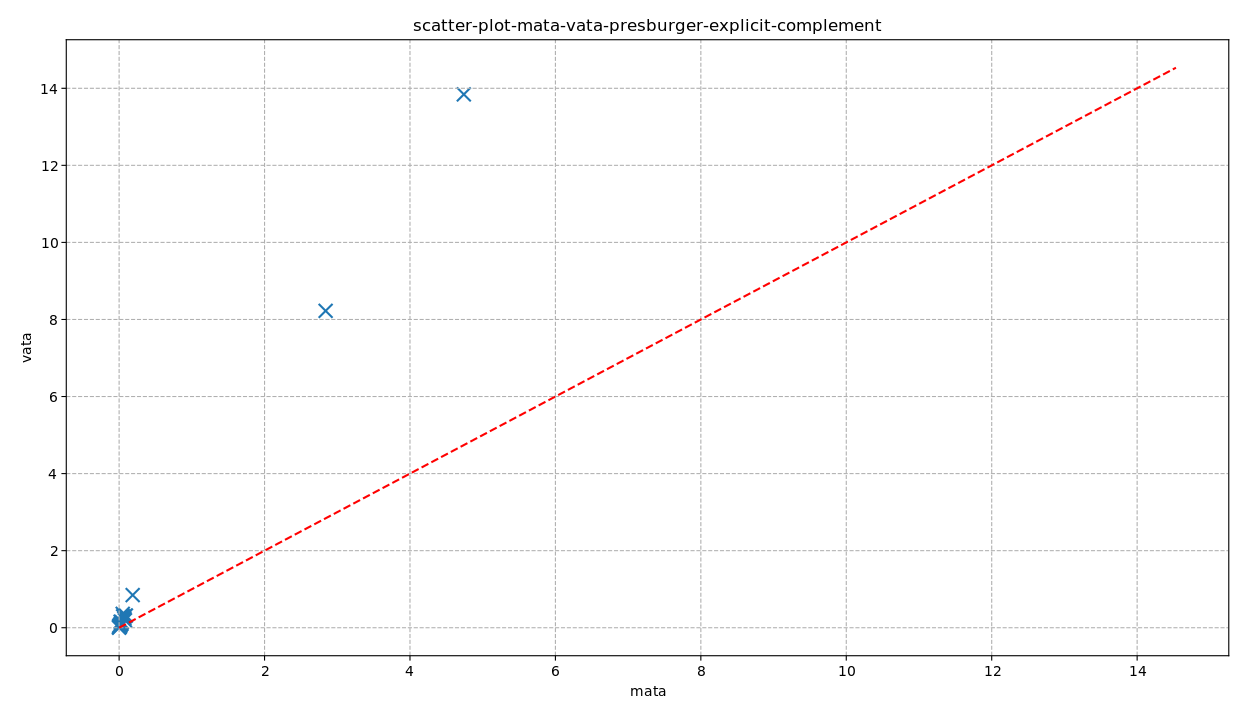 scatter-plot-mata-vata-presburger-explicit-complement
14
12
10
8
6
4
2
0
vata
0 2 4 6 8 10 12 14
mata